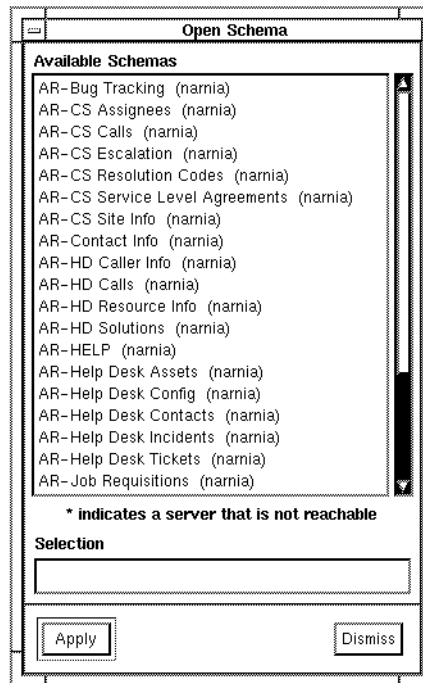 Open Schema
Available Schemas
AR-Bug Tracking (narnia)
AR-CS Assignees (narnia)
AR-CS Calls (narnia)
AR-CS Escalation (narnia)
AR-CS Resolution Codes (narnia)
AR-CS Service Level Agreements (narnia)
AR-CS Site Info (narnia)
AR-Contact Info (narnia)
AR-HD Caller Info (narnia)
AR-HD Calls (narnia)
AR-HD Resource Info (narnia)
AR-HD Solutions (narnia)
AR-HELP (narnia)
AR-Help Desk Assets (narnia)
AR-Help Desk Config (narnia)
AR-Help Desk Contacts (narnia)
AR-Help Desk Incidents (narnia)
AR-Help Desk Tickets (narnia)
AR-Job Requisitions (narnia)
* indicates a server that is not reachable
Selection
Apply
Dismiss